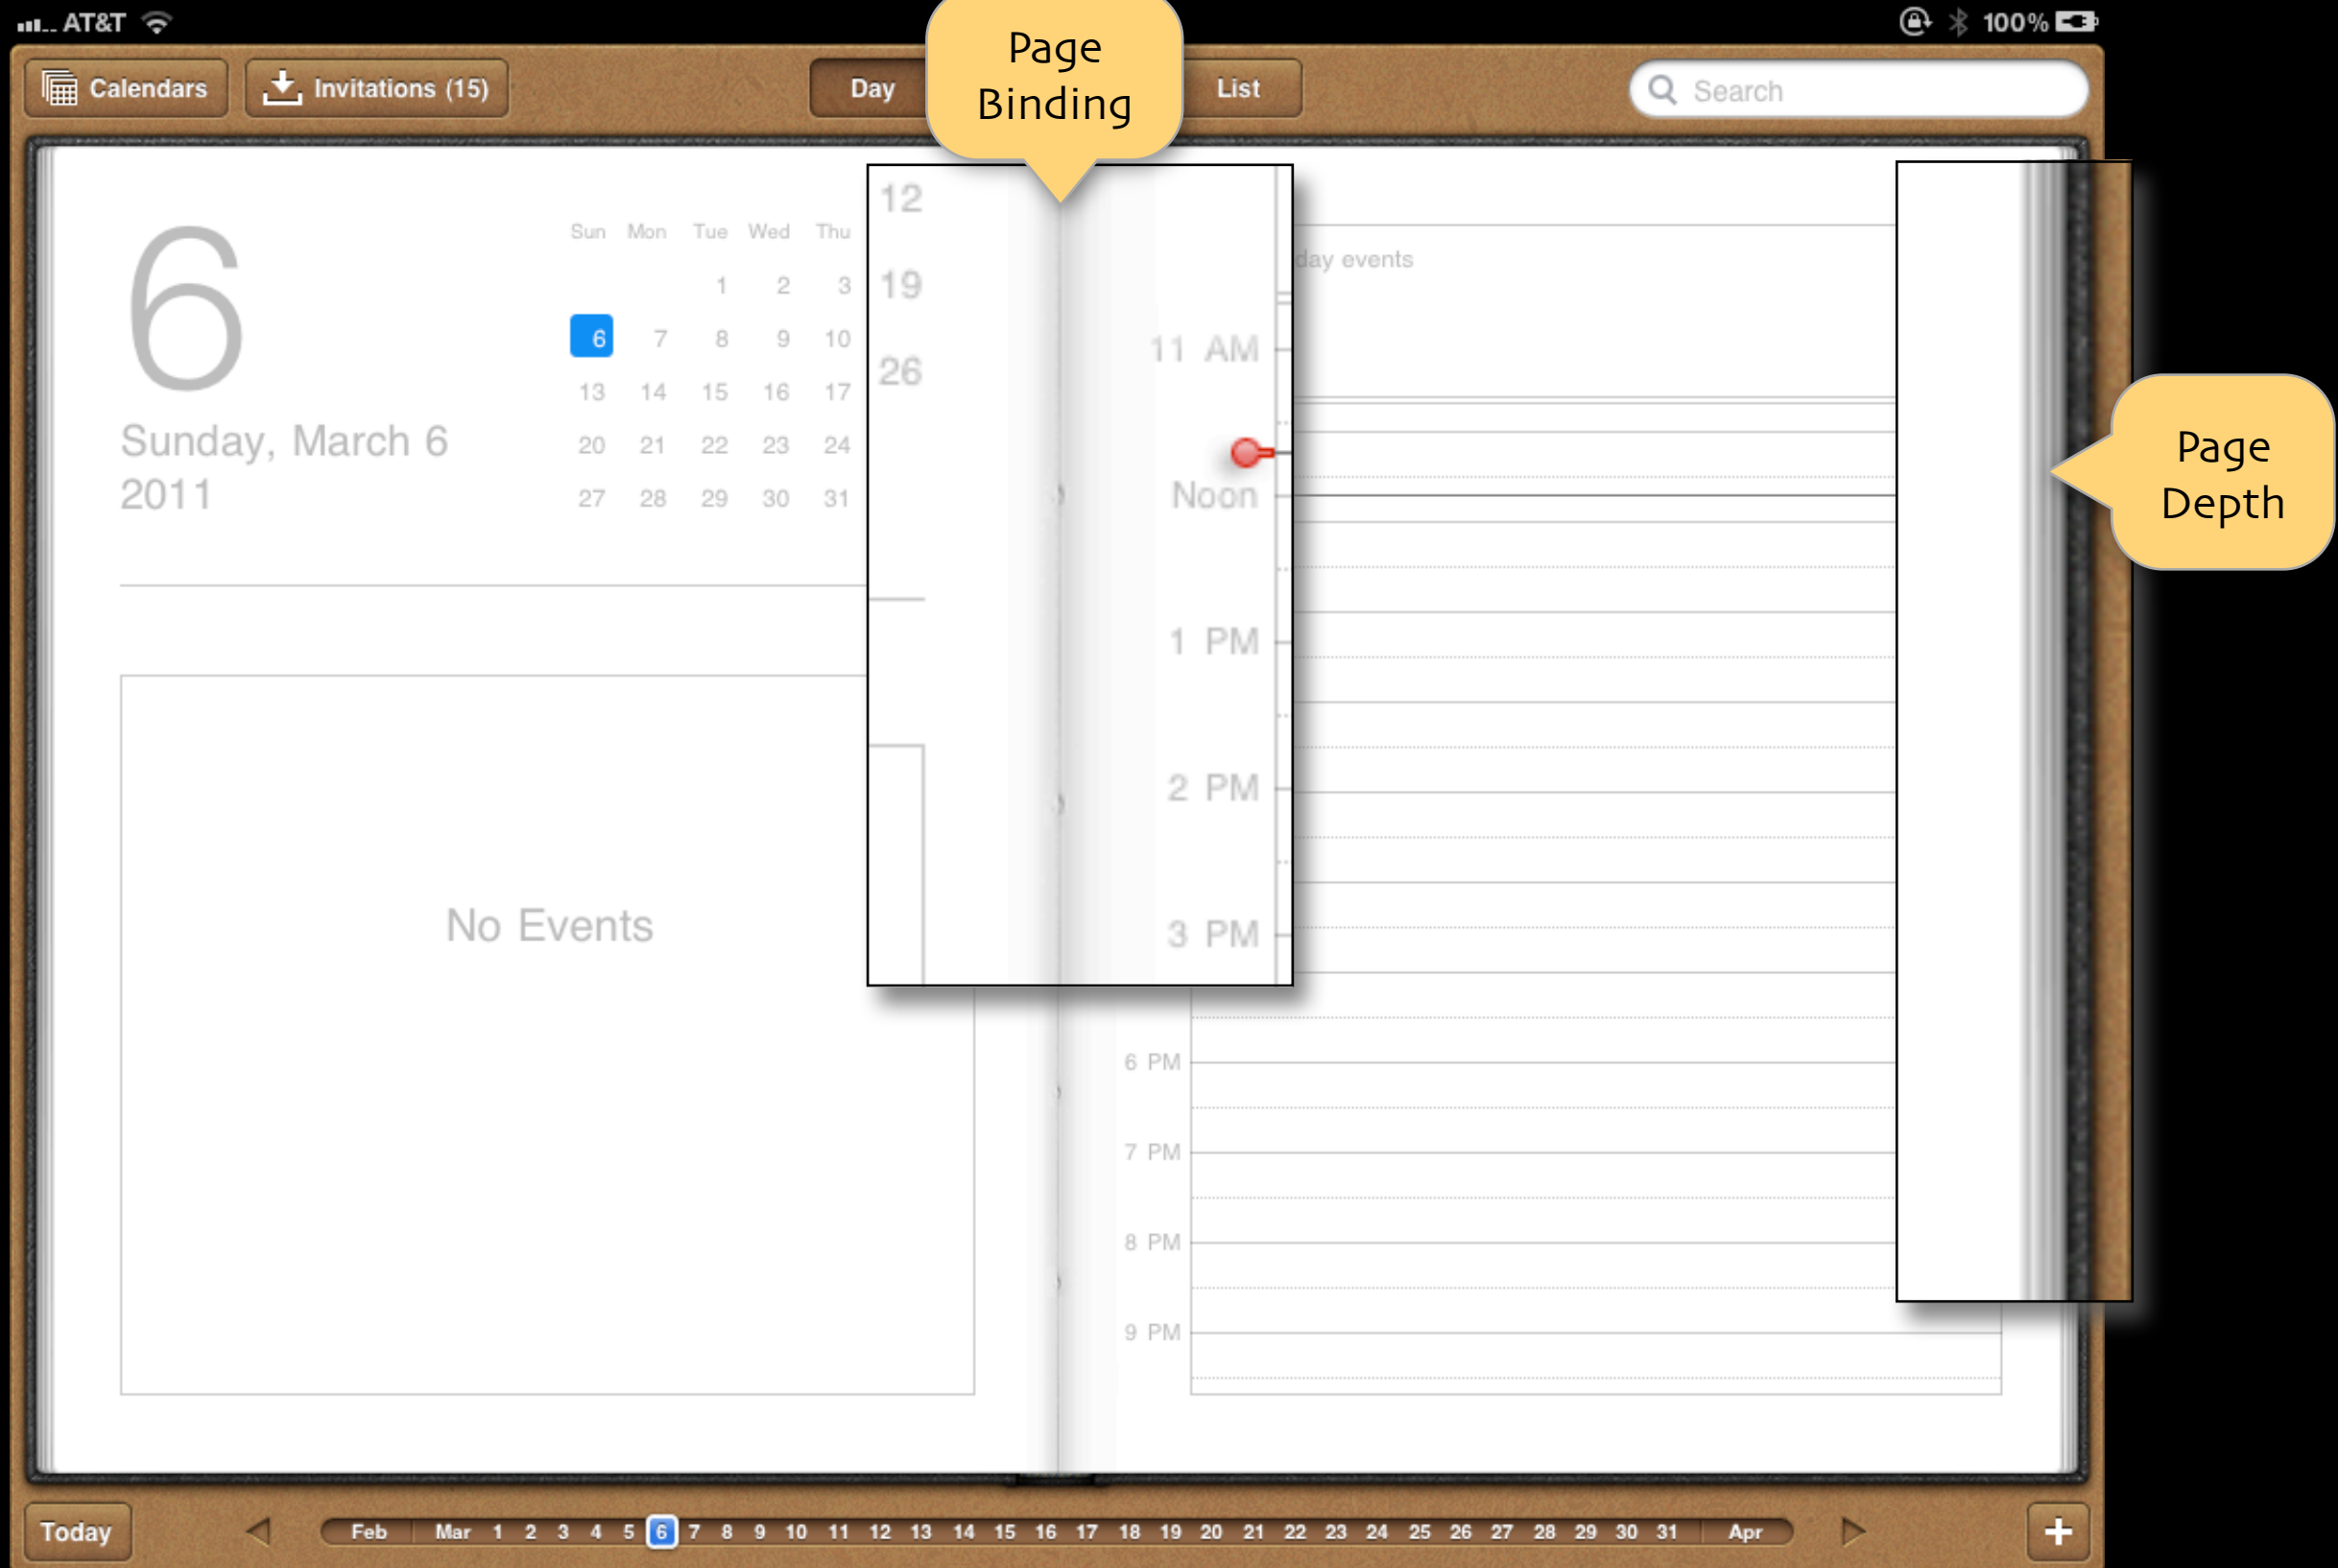 AT&T
100%
Calendars
Invitations (15)
Day
Page
Binding
List
Search
6
Sun Mon Tue Wed Thu
1 2 3
6 7 8 9 10
13 14 15 16 17
20 21 22 23 24
27 28 29 30 31
Sunday, March 6
2011
No Events
12
19
26
11 AM
Noon
1 PM
2 PM
3 PM
day events
Page
Depth
6 PM
7 PM
8 PM
9 PM
Today
Feb Mar 1 2 3 4 5 6 7 8 9 10 11 12 13 14 15 16 17 18 19 20 21 22 23 24 25 26 27 28 29 30 31 Apr
+